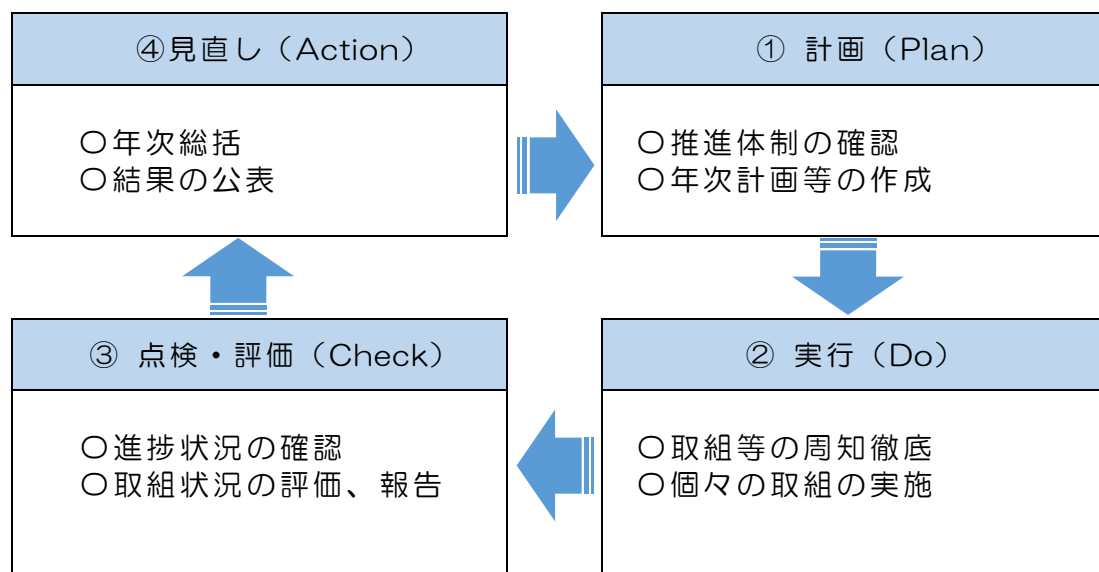 ④見直し（Action）
〇年次総括
〇結果の公表
① 計画（Plan）
〇推進体制の確認
〇年次計画等の作成
③ 点検・評価（Check）
〇進捗状況の確認
〇取組状況の評価、報告
② 実行（Do）
〇取組等の周知徹底
〇個々の取組の実施